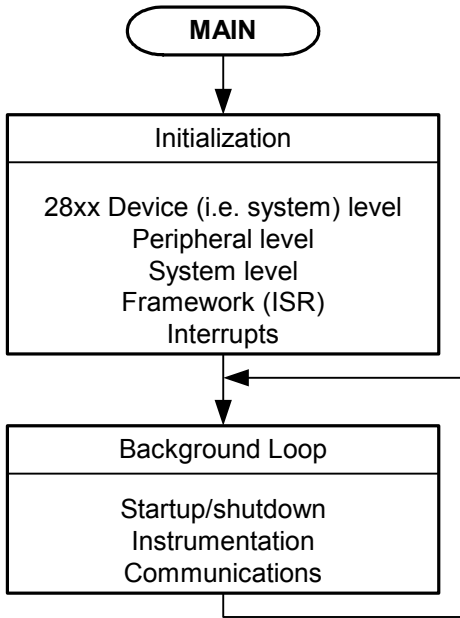 MAIN
Initialization
28xx Device (i.e. system) level
Peripheral level
System level
Framework (ISR)
Interrupts
Background Loop
Startup/shutdown
Instrumentation
Communications